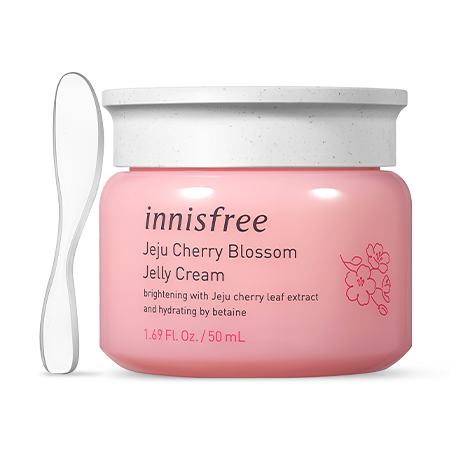 innisfree
Jeju Cherry Blossom
Jelly Cream
brightening with Jeju cherry leaf extract
and hydrating by betaine
1.69 FL. Oz. / 50 mL